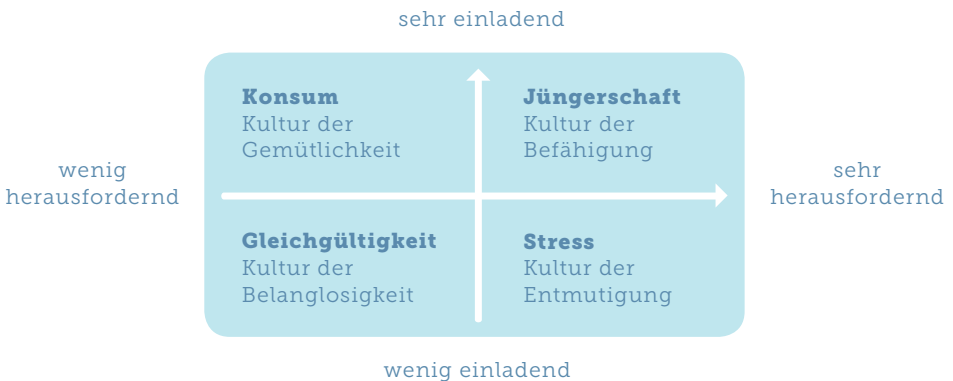 sehr einladend
Konsum
Kultur der
Gemütlichkeit
Jüngerschaft
Kultur der
Befähigung
wenig
herausfordernd
sehr
herausfordernd
Gleichgültigkeit
Kultur der
Belanglosigkeit
Stress
Kultur der
Entmutigung
wenig einladend